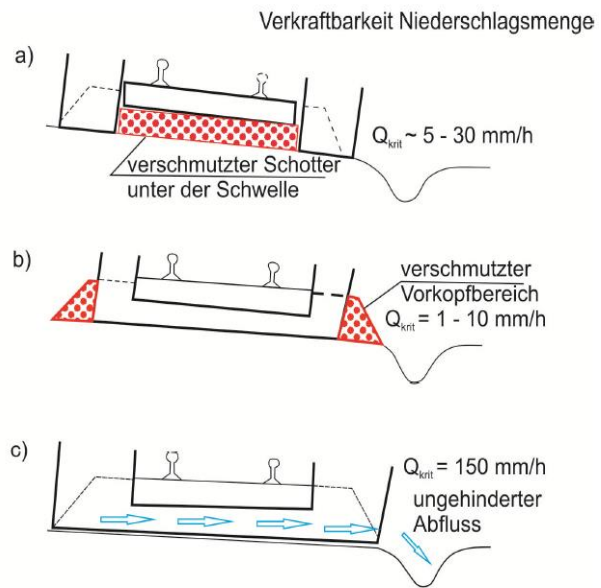 Verkraftbarkeit Niederschlagsmenge
a)
Qkrit ~ 5 - 30 mm/h
verschmutzter Schotter
unter der Schwelle
b)
verschmutzter
Vorkopfbereich
Qkrit = 1 - 10 mm/h
c)
Qkrit = 150 mm/h
ungehinderter
Abfluss